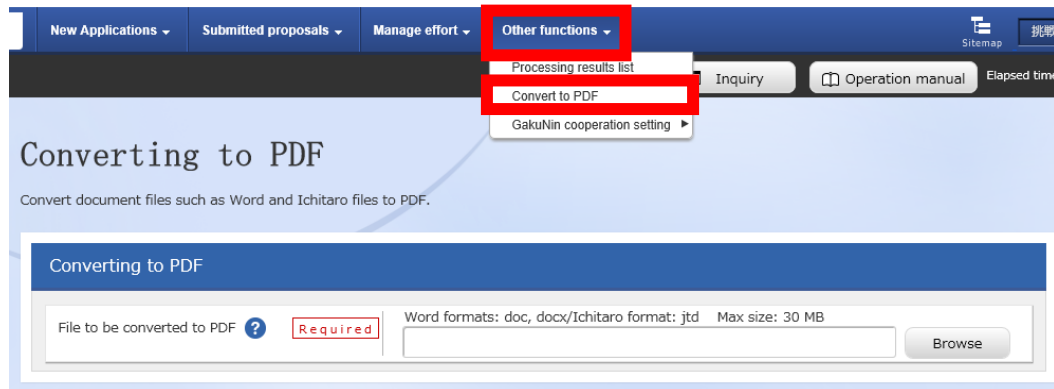 New Applications
Submitted proposals
Manage effort
Other functions
Sitemap
挑戦
Processing results list
Convert to PDF
GakuNin cooperation setting
Inquiry
Operation manual
Elapsed time
Converting to PDF
Convert document files such as Word and Ichitaro files to PDF.
Converting to PDF
File to be converted to PDF ?
Required
Word formats: doc, docx/Ichitaro format: jtd Max size: 30 MB
Browse